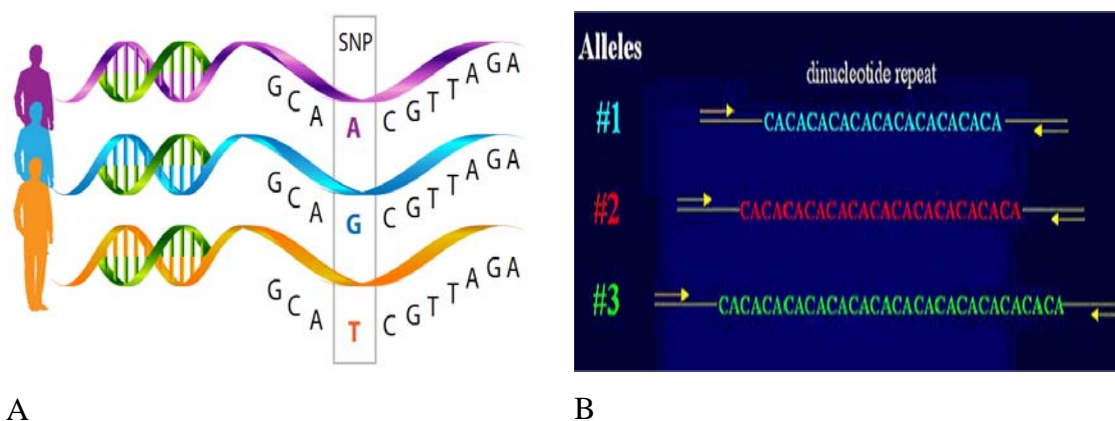 SNP
G C A A C G T T A G A
G C A G C G T T A G A
G C A T C G T T A G A
A
Alleles
dinucleotide repeat
#1 CACACACACACACACACACA
#2 CACACACACACACACACACACACA
#3 CACACACACACACACACACACACACACA
B